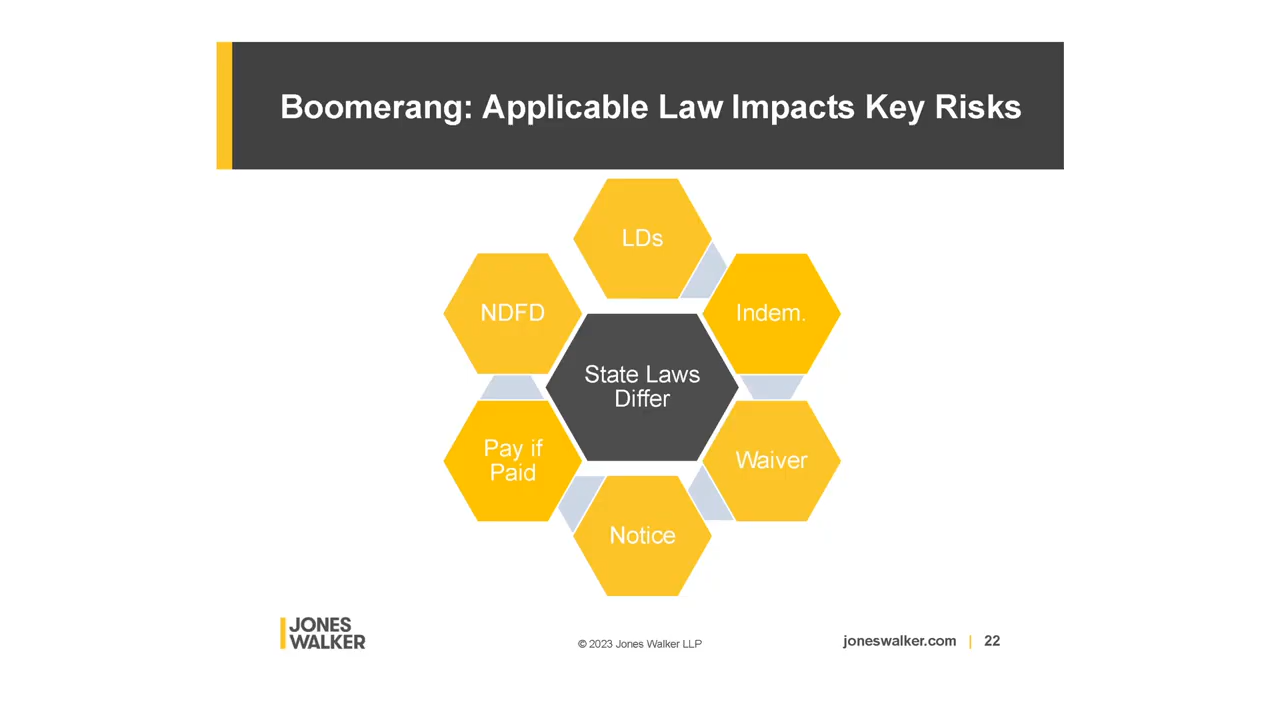 Boomerang: Applicable Law Impacts Key Risks
LDs
NDFD
Indem.
State Laws
Differ
Pay if
Paid
Waiver
Notice
JONES
WALKER
© 2023 Jones Walker LLP
joneswalker.com | 22